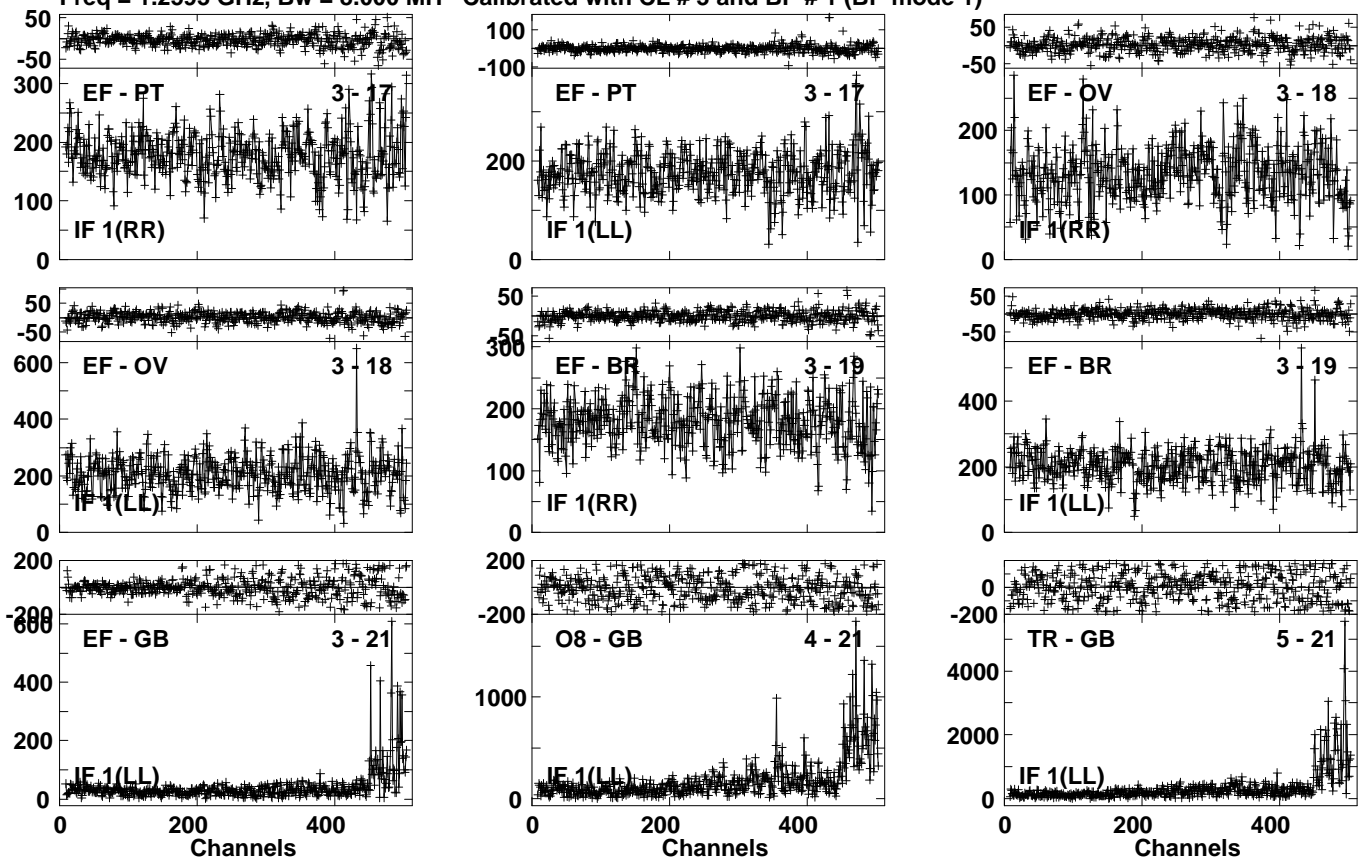 Freq = GHz, Bw = MH Calibrated with CL # and BP # 1 (BP mode 1)
50
-50
300
200
100
0
EF - PT 3 - 17
IF 1(RR)
100
-100
200
0
EF - PT 3 - 17
IF 1(LL)
50
-50
200
100
0
EF - OV 3 - 18
IF 1(RR)
50
-50
600
400
200
0
EF - OV 3 - 18
IF 1(LL)
50
-50
300
200
100
0
EF - BR 3 - 19
IF 1(RR)
50
-50
400
200
0
EF - BR 3 - 19
IF 1(LL)
200
-200
600
400
200
0
EF - GB 3 - 21
IF 1(LL)
0 200 400
Channels
200
-200
1000
0
O8 - GB 4 - 21
IF 1(LL)
0 200 400
Channels
0
-200
4000
2000
0
TR - GB 5 - 21
IF 1(LL)
0 200 400
Channels